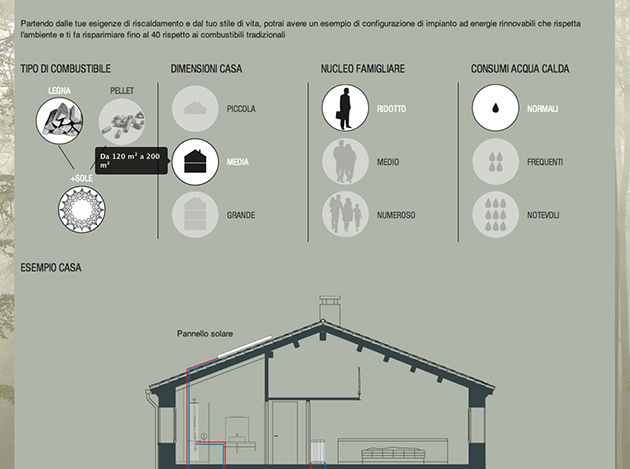 Partendo dalle tue esigenze di riscaldamento e dal tuo stile di vita, potrai avere un esempio di configurazione di impianto ad energie rinnovabili che rispetta
l'ambiente e ti fa risparimiare fino al 40 rispetto ai combustibili tradizionali
TIPO DI COMBUSTIBILE
LEGNA
PELLET
+SOLE
DIMENSIONI CASA
PICCOLA
Da 120 m² a 200
m²
MEDIA
GRANDE
NUCLEO FAMIGLIARE
RIDOTTO
MEDIO
NUMEROSO
CONSUMI ACQUA CALDA
NORMALI
FREQUENTI
NOTEVOLI
ESEMPIO CASA
Pannello solare